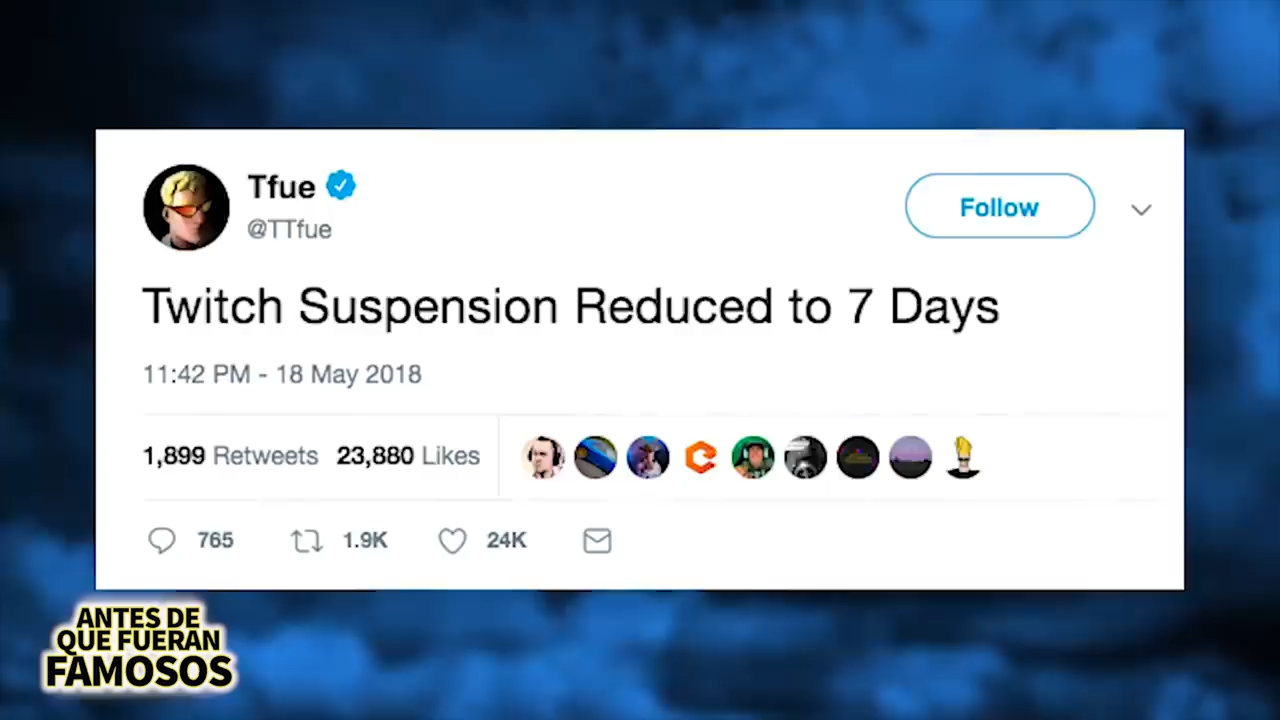 Tfue
@TTfue
Follow
Twitch Suspension Reduced to 7 Days
11:42 PM - 18 May 2018
1,899 Retweets 23,880 Likes
765 1.9K 24K
ANTES DE
QUE FUERAN
FAMOSOS